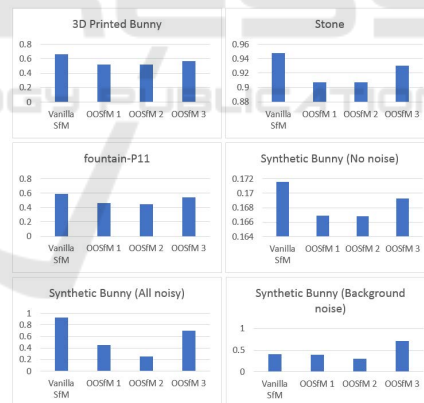 3D Printed Bunny
0.8
0.6
0.4
0.2
0
Vanilla SfM OOSfM 1 OOSfM 2 OOSfM 3
Stone
0.96
0.94
0.92
0.9
0.88
Vanilla SfM OOSfM 1 OOSfM 2 OOSfM 3
fountain-P11
0.8
0.6
0.4
0.2
0
Vanilla SfM OOSfM 1 OOSfM 2 OOSfM 3
Synthetic Bunny (No noise)
0.172
0.17
0.168
0.166
0.164
Vanilla SfM OOSfM 1 OOSfM 2 OOSfM 3
Synthetic Bunny (All noisy)
1
0.8
0.6
0.4
0.2
0
Vanilla SfM OOSfM 1 OOSfM 2 OOSfM 3
Synthetic Bunny (Background
noise)
1
0.5
0
Vanilla SfM OOSfM 1 OOSfM 2 OOSfM 3